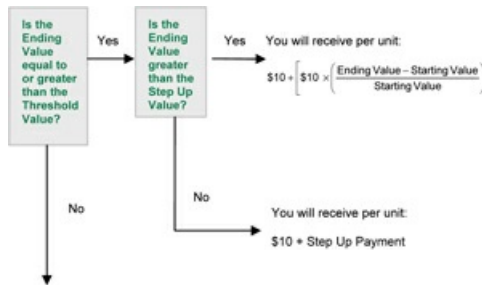 Is the
Ending
Value
equal to
or greater
than the
Threshold
Value?
Yes
Is the
Ending
Value
greater
than the
Step Up
Value?
Yes
You will receive per unit:
$10 + [ $10 × ( Ending Value – Starting Value
Starting Value )
No
No
You will receive per unit:
$10 + Step Up Payment